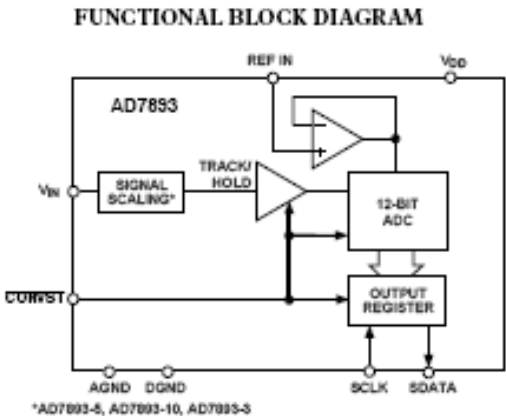 FUNCTIONAL BLOCK DIAGRAM
REF IN
VDD
AD7893
TRACK/
HOLD
VIN
SIGNAL
SCALING*
12-BIT
ADC
CONVST
OUTPUT
REGISTER
AGND
DGND
SCLK
SDATA
*AD7893-5, AD7893-10, AD7893-3